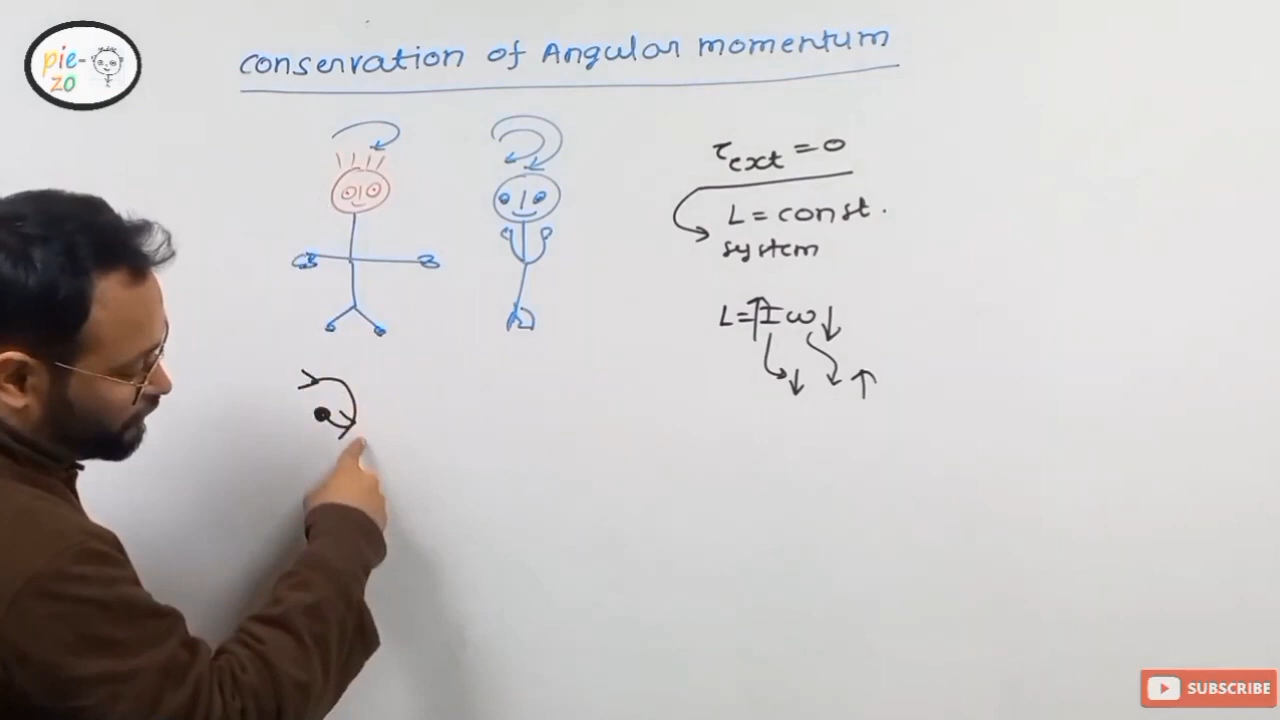 pie-
zo
conservation of Angular momentum
τext = 0
L = const.
system
L = ↑I ω↓
↓ ↑
SUBSCRIBE